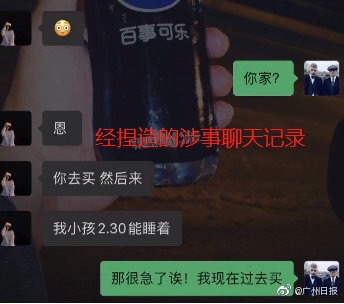 百事可乐
你家？
恩
经捏造的涉事聊天记录
你去买 然后来
我小孩2.30能睡着
那很急了诶！我现在过去买
@广州日报